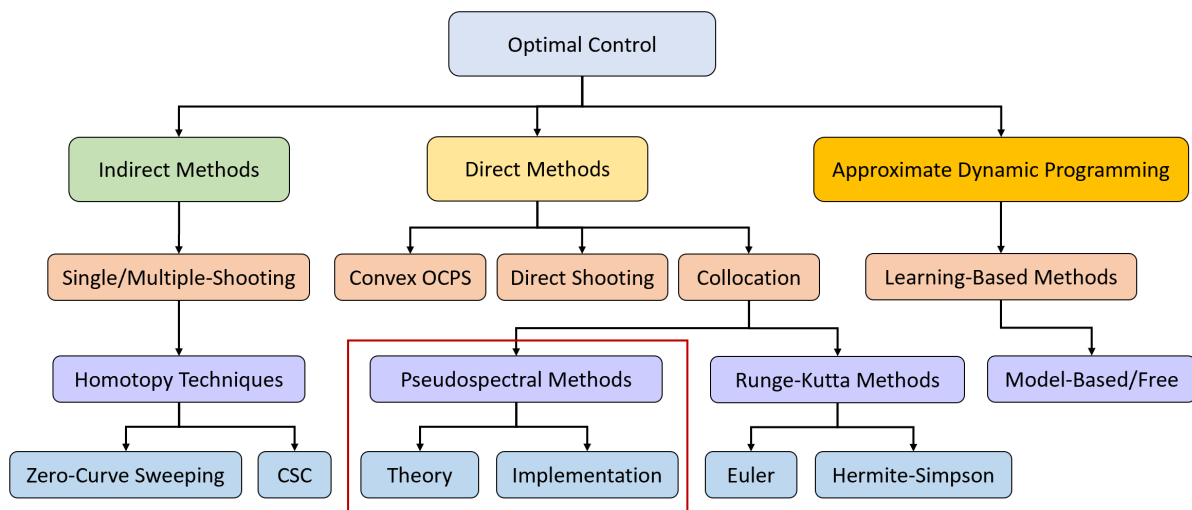 Optimal Control
Indirect Methods
Direct Methods
Approximate Dynamic Programming
Single/Multiple-Shooting
Convex OCPS
Direct Shooting
Collocation
Learning-Based Methods
Homotopy Techniques
Pseudospectral Methods
Runge-Kutta Methods
Model-Based/Free
Zero-Curve Sweeping
CSC
Theory
Implementation
Euler
Hermite-Simpson